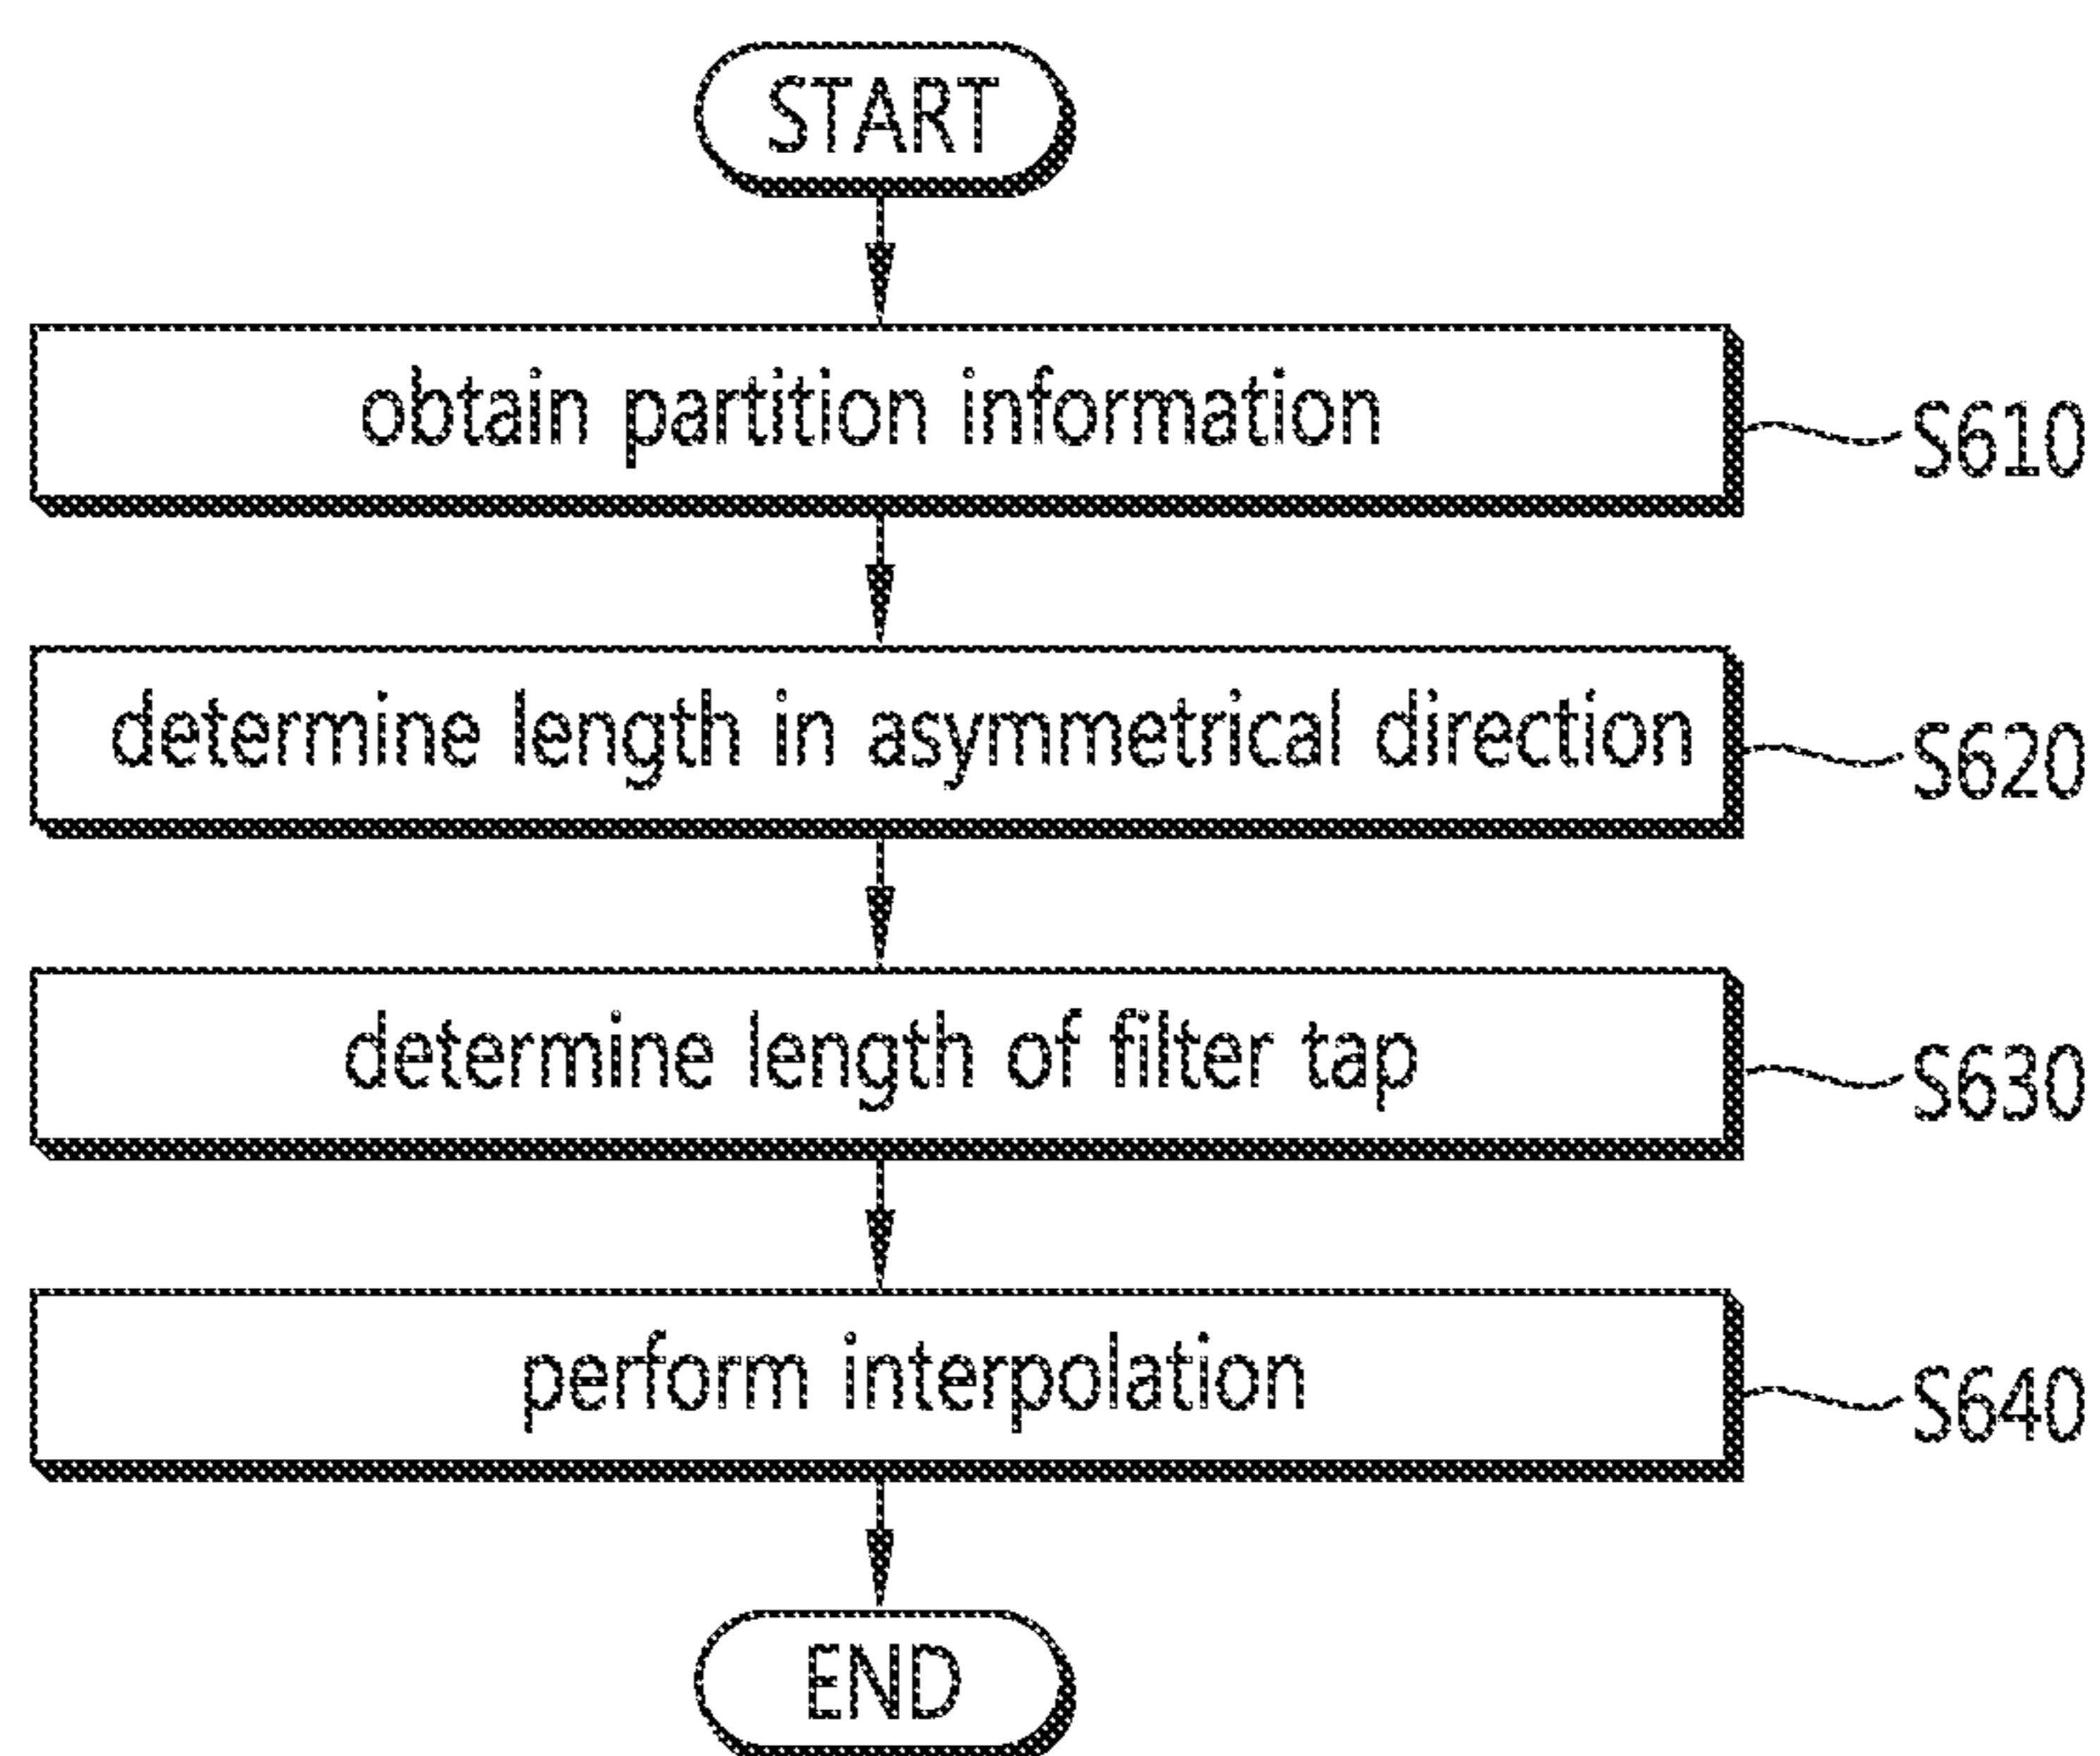 START
obtain partition information
S610
determine length in asymmetrical direction
S620
determine length of filter tap
S630
perform interpolation
S640
END